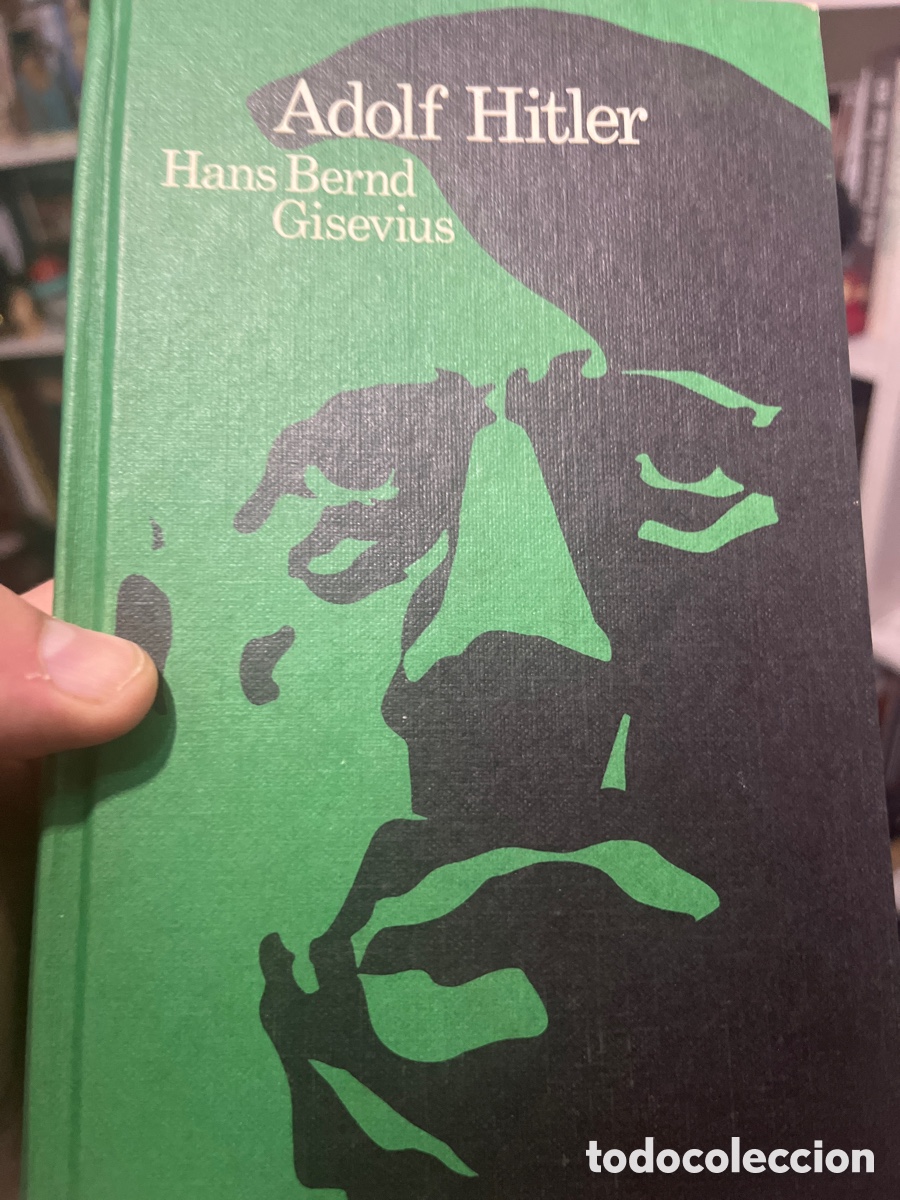 Adolf Hitler
Hans Bernd
Gisevius
todocoleccion